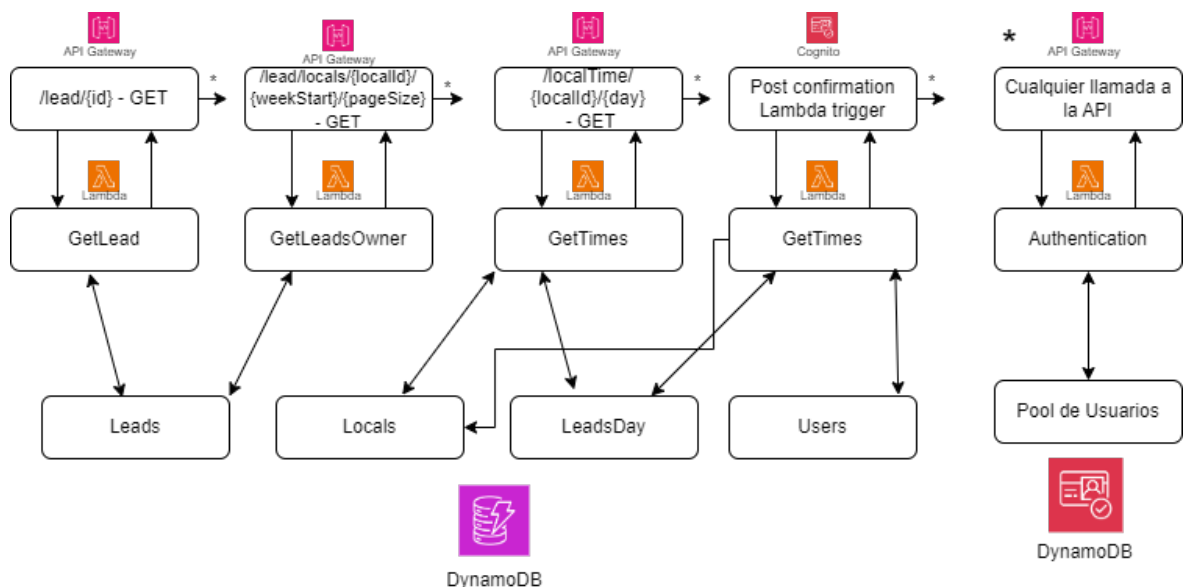 API Gateway
API Gateway
API Gateway
Cognito
*
API Gateway
/lead/{id} - GET
*
/lead/locals/{localId}/
{weekStart}/{pageSize}
- GET
*
/localTime/
{localId}/{day}
- GET
*
Post confirmation
Lambda trigger
*
Cualquier llamada a
la API
Lambda
Lambda
Lambda
Lambda
Lambda
GetLead
GetLeadsOwner
GetTimes
GetTimes
Authentication
Leads
Locals
LeadsDay
Users
Pool de Usuarios
DynamoDB
DynamoDB